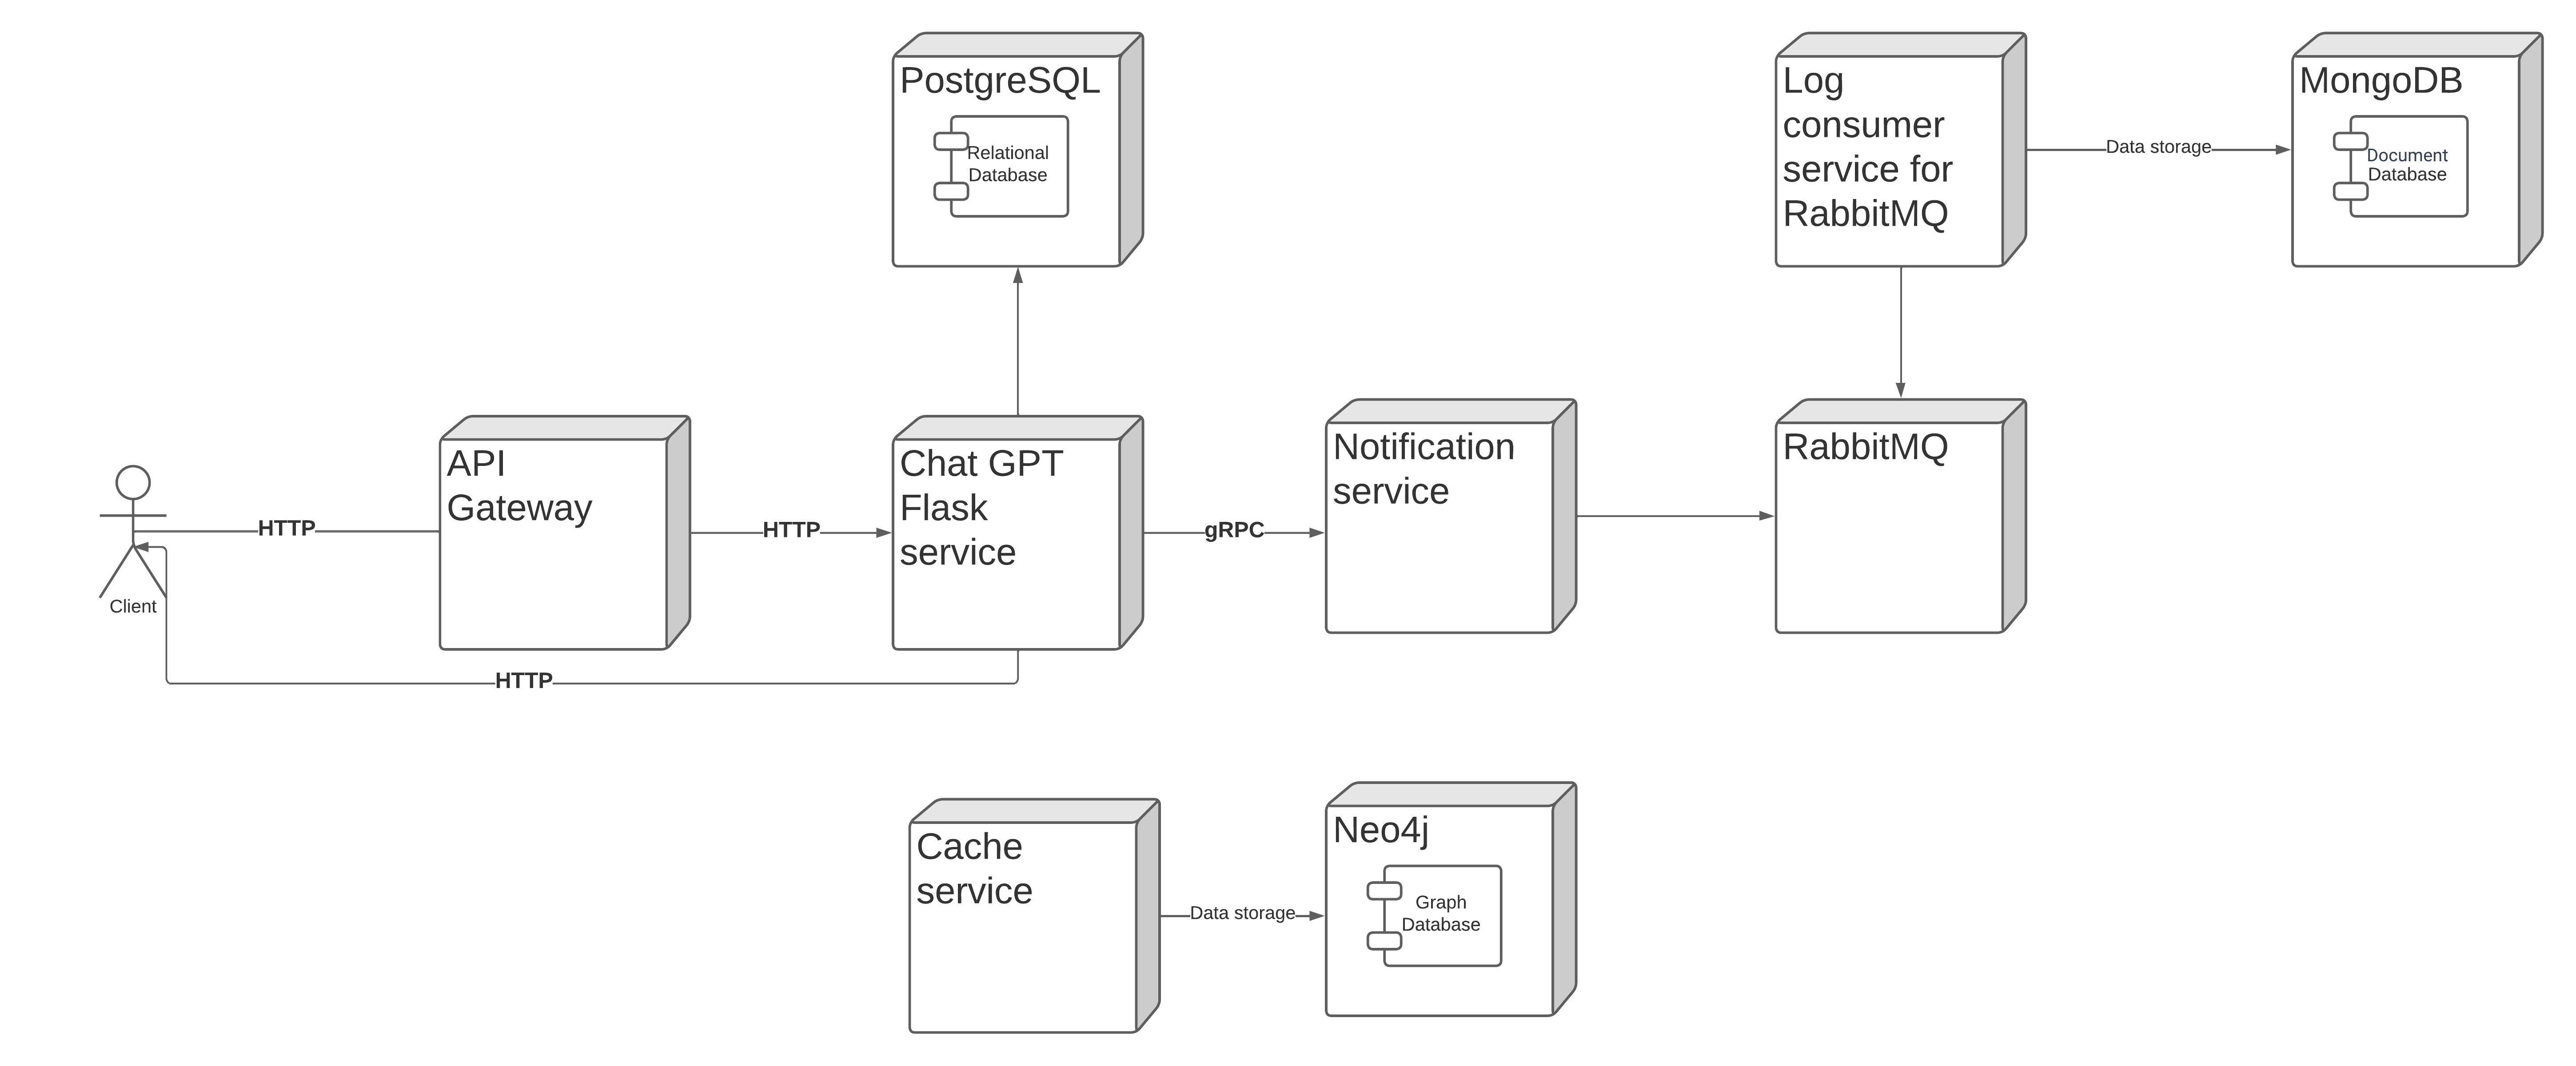 PostgreSQL
Relational
Database
Log
consumer
service for
RabbitMQ
Data storage
MongoDB
Document
Database
Client
HTTP
API
Gateway
HTTP
Chat GPT
Flask
service
gRPC
Notification
service
RabbitMQ
HTTP
Cache
service
Data storage
Neo4j
Graph
Database